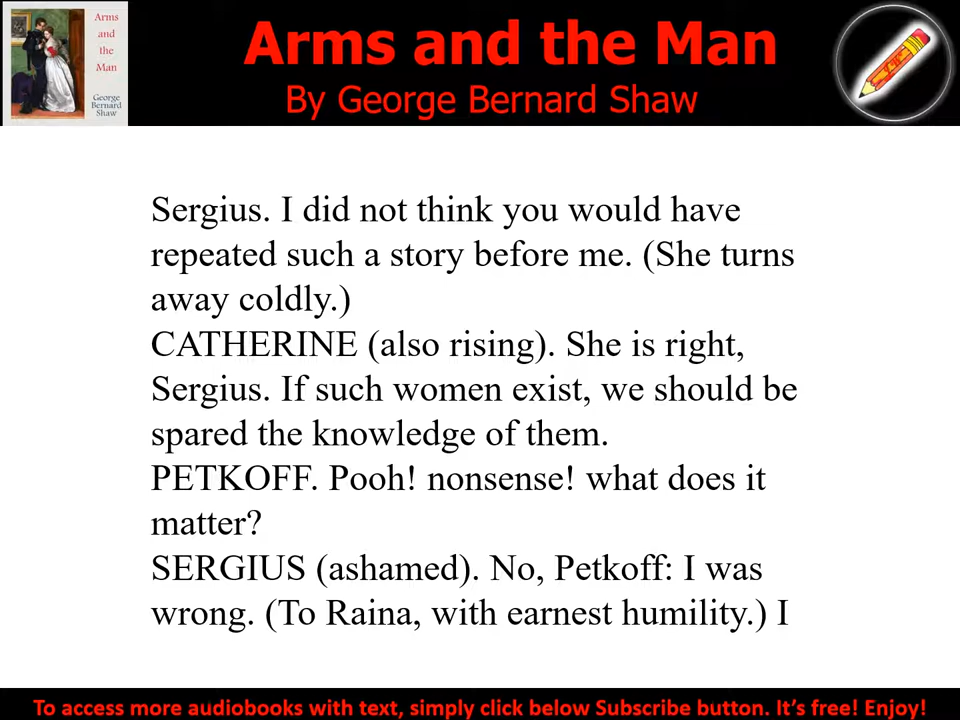 Arms
and
the
Man
George
Bernard
Shaw
Arms and the Man
By George Bernard Shaw
Sergius. I did not think you would have
repeated such a story before me. (She turns
away coldly.)
CATHERINE (also rising). She is right,
Sergius. If such women exist, we should be
spared the knowledge of them.
PETKOFF. Pooh! nonsense! what does it
matter?
SERGIUS (ashamed). No, Petkoff: I was
wrong. (To Raina, with earnest humility.) I
To access more audiobooks with text, simply click below Subscribe button. It's free! Enjoy!